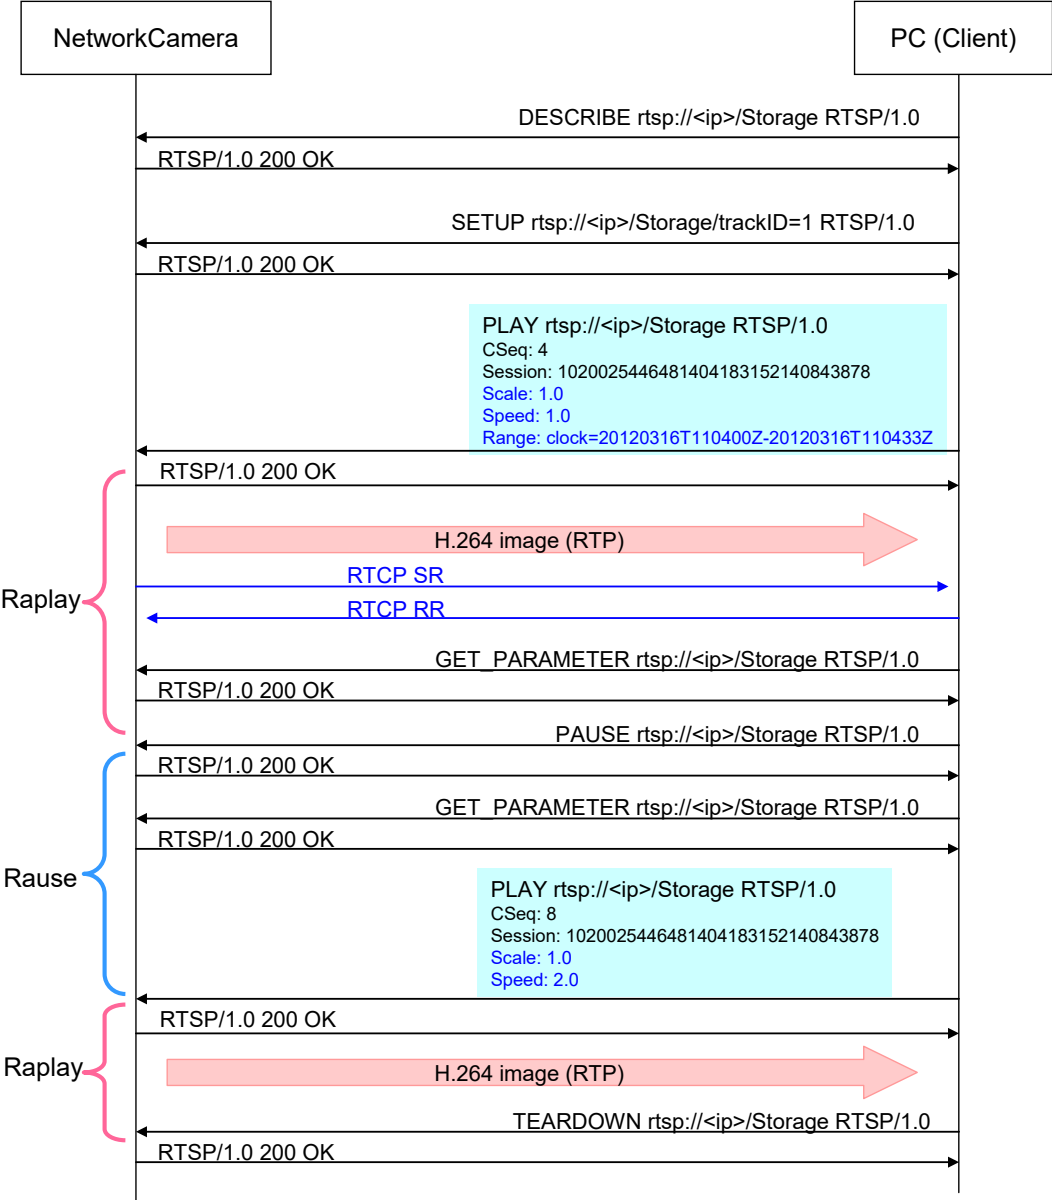 NetworkCamera
PC (Client)
DESCRIBE rtsp://<ip>/Storage RTSP/1.0
RTSP/1.0 200 OK
SETUP rtsp://<ip>/Storage/trackID=1 RTSP/1.0
RTSP/1.0 200 OK
PLAY rtsp://<ip>/Storage RTSP/1.0
CSeq: 4
Session: 1020025446481404183152140843878
Scale: 1.0
Speed: 1.0
Range: clock=20120316T110400Z-20120316T110433Z
RTSP/1.0 200 OK
H.264 image (RTP)
RTCP SR
Raplay
RTCP RR
GET_PARAMETER rtsp://<ip>/Storage RTSP/1.0
RTSP/1.0 200 OK
PAUSE rtsp://<ip>/Storage RTSP/1.0
RTSP/1.0 200 OK
GET_PARAMETER rtsp://<ip>/Storage RTSP/1.0
RTSP/1.0 200 OK
Rause
PLAY rtsp://<ip>/Storage RTSP/1.0
CSeq: 8
Session: 1020025446481404183152140843878
Scale: 1.0
Speed: 2.0
RTSP/1.0 200 OK
Raplay
H.264 image (RTP)
TEARDOWN rtsp://<ip>/Storage RTSP/1.0
RTSP/1.0 200 OK